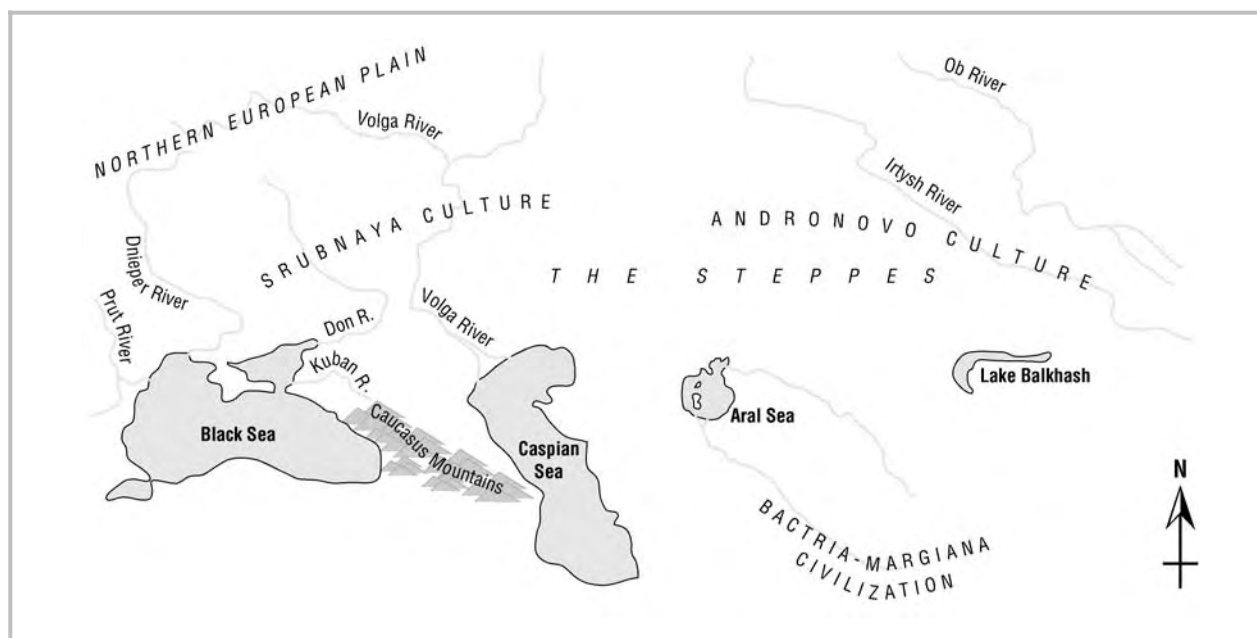 NORTHERN EUROPEAN PLAIN
Volga River
Ob River
Irtysh River
SRUBNAYA CULTURE
ANDRONOVO CULTURE
THE STEPPES
Dnieper River
Prut River
Don R.
Kuban R.
Volga River
Lake Balkhash
Aral Sea
Black Sea
Caucasus Mountains
Caspian
Sea
N
BACTRIA-MARGIANA
CIVILIZATION